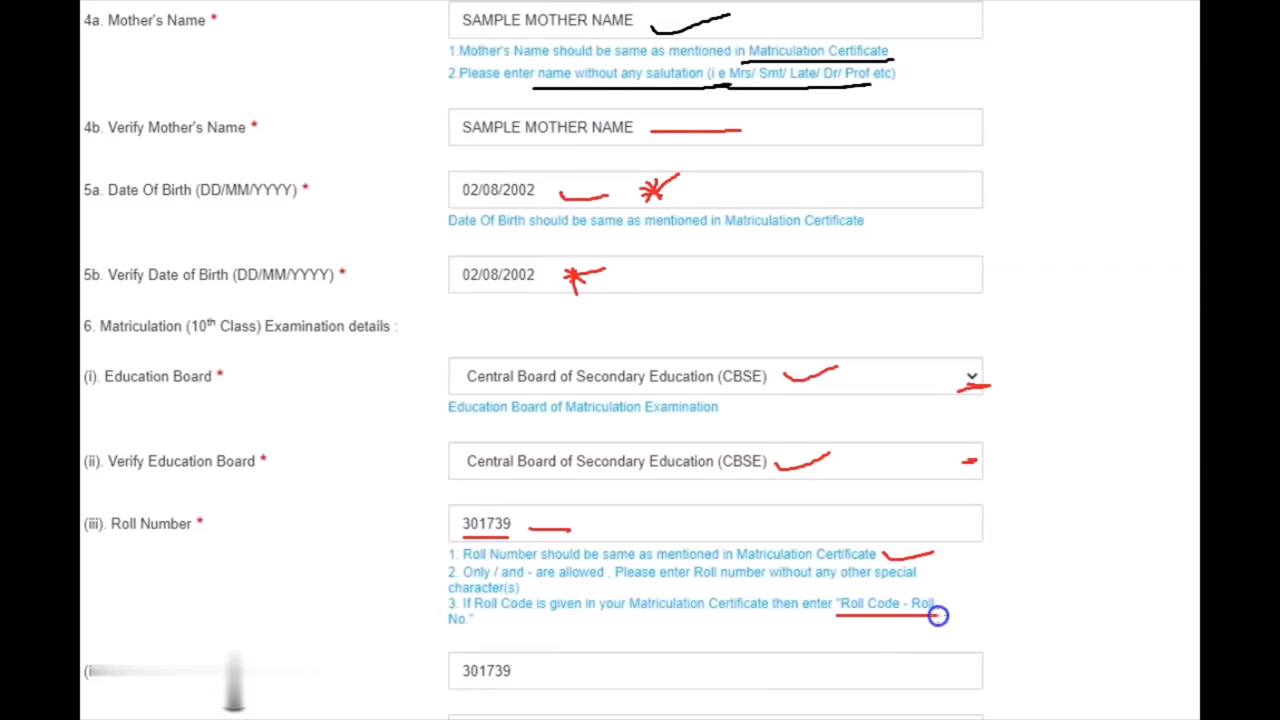 4a. Mother's Name *
SAMPLE MOTHER NAME
1.Mother's Name should be same as mentioned in Matriculation Certificate
2.Please enter name without any salutation (i e Mrs/ Smt/ Late/ Dr/ Prof etc)
4b. Verify Mother's Name *
SAMPLE MOTHER NAME
5a. Date Of Birth (DD/MM/YYYY) *
02/08/2002
Date Of Birth should be same as mentioned in Matriculation Certificate
5b. Verify Date of Birth (DD/MM/YYYY) *
02/08/2002
6. Matriculation (10th Class) Examination details :
(i). Education Board *
Central Board of Secondary Education (CBSE)
Education Board of Matriculation Examination
(ii). Verify Education Board *
Central Board of Secondary Education (CBSE)
(iii). Roll Number *
301739
1. Roll Number should be same as mentioned in Matriculation Certificate
2. Only / and - are allowed . Please enter Roll number without any other special
character(s)
3. If Roll Code is given in your Matriculation Certificate then enter "Roll Code - Roll
No."
301739